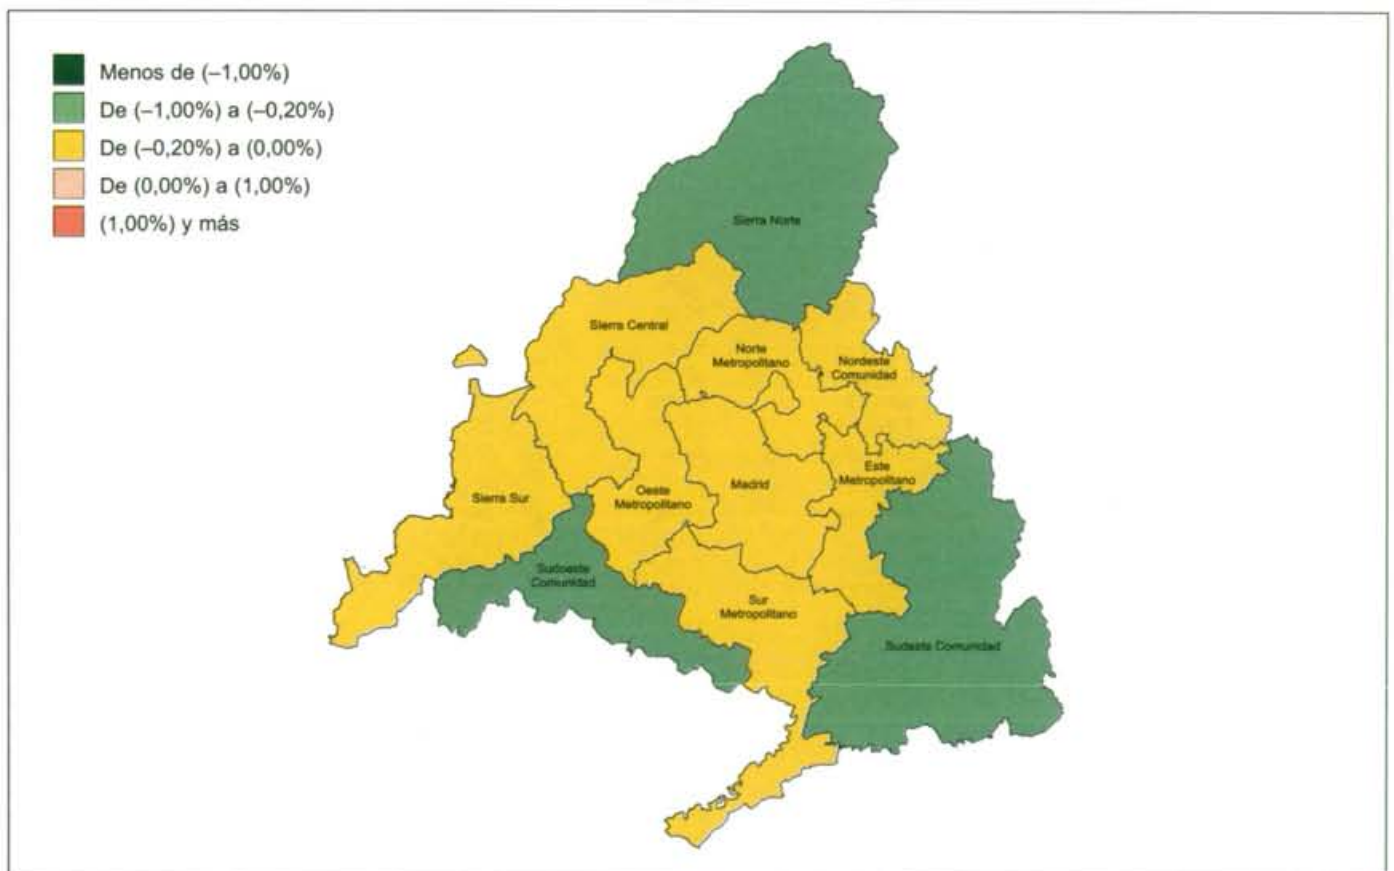 Menos de (–1,00%)
De (–1,00%) a (–0,20%)
De (–0,20%) a (0,00%)
De (0,00%) a (1,00%)
(1,00%) y más
Sierra Norte
Sierra Central
Norte
Metropolitano
Nordeste
Comunidad
Este
Metropolitano
Madrid
Oeste
Metropolitano
Sierra Sur
Sudoeste
Comunidad
Sur
Metropolitano
Sudeste Comunidad